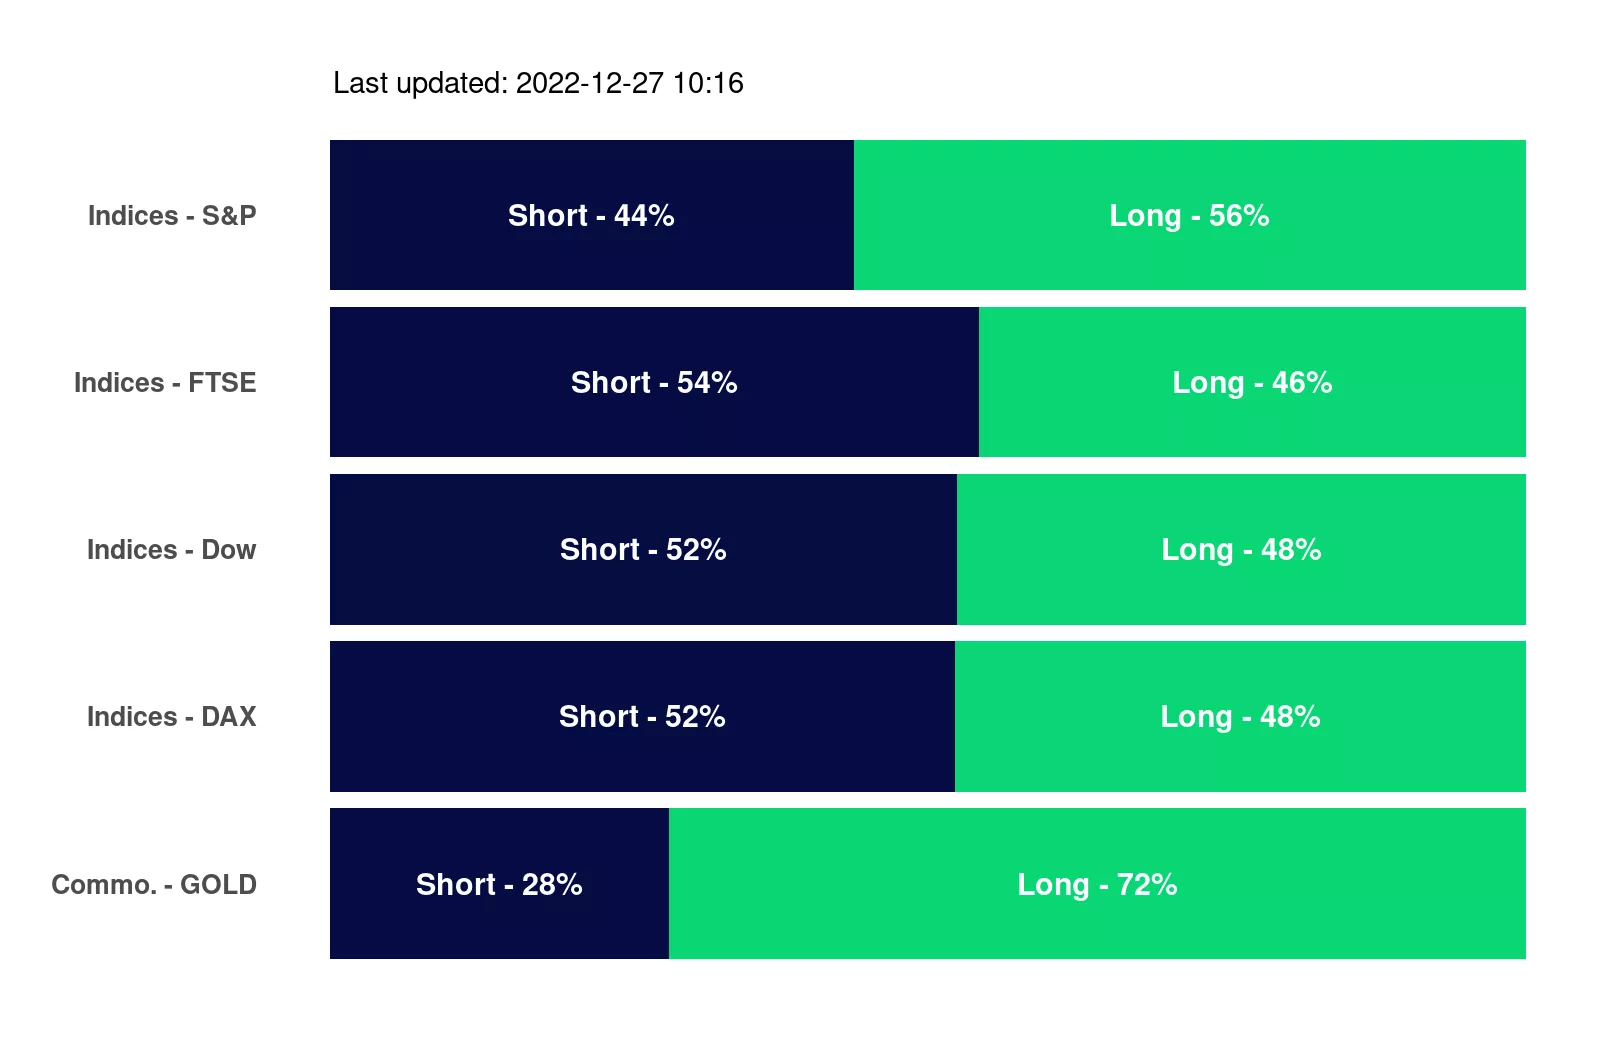 Last updated: 2022-12-27 10:16
Indices - S&P Short - 44% Long - 56%
Indices - FTSE Short - 54% Long - 46%
Indices - Dow Short - 52% Long - 48%
Indices - DAX Short - 52% Long - 48%
Commo. - GOLD Short - 28% Long - 72%